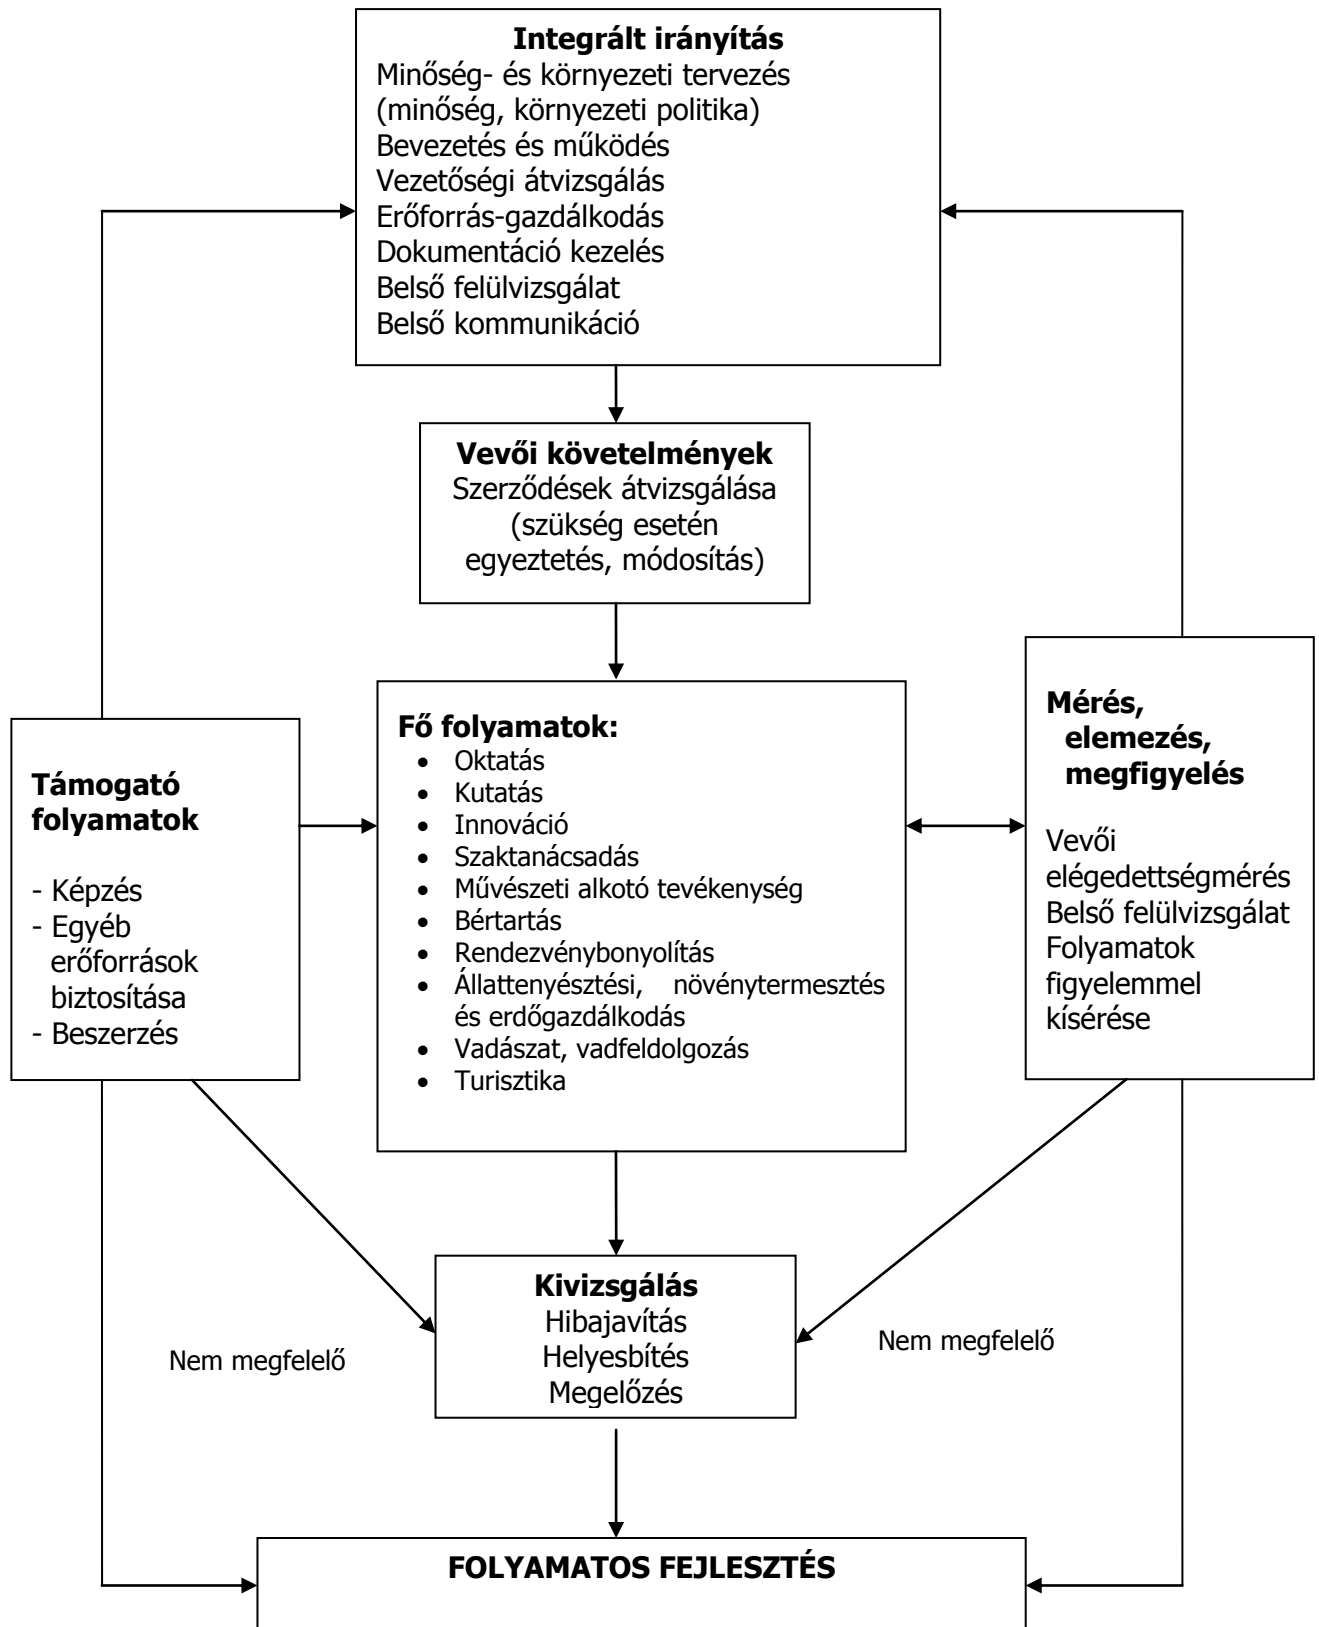 Integrált irányítás
Minőség- és környezeti tervezés
(minőség, környezeti politika)
Bevezetés és működés
Vezetőségi átvizsgálás
Erőforrás-gazdálkodás
Dokumentáció kezelés
Belső felülvizsgálat
Belső kommunikáció
Vevői követelmények
Szerződések átvizsgálása
(szükség esetén
egyeztetés, módosítás)
Támogató
folyamatok
- Képzés
- Egyéb
erőforrások
biztosítása
- Beszerzés
Fő folyamatok:
• Oktatás
• Kutatás
• Innováció
• Szaktanácsadás
• Művészeti alkotó tevékenység
• Bértartás
• Rendezvénybonyolítás
• Állattenyésztési, növénytermesztés
és erdőgazdálkodás
• Vadászat, vadfeldolgozás
• Turisztika
Mérés,
elemezés,
megfigyelés
Vevői
elégedettségmérés
Belső felülvizsgálat
Folyamatok
figyelemmel
kísérése
Kivizsgálás
Hibajavítás
Helyesbítés
Megelőzés
Nem megfelelő
Nem megfelelő
FOLYAMATOS FEJLESZTÉS